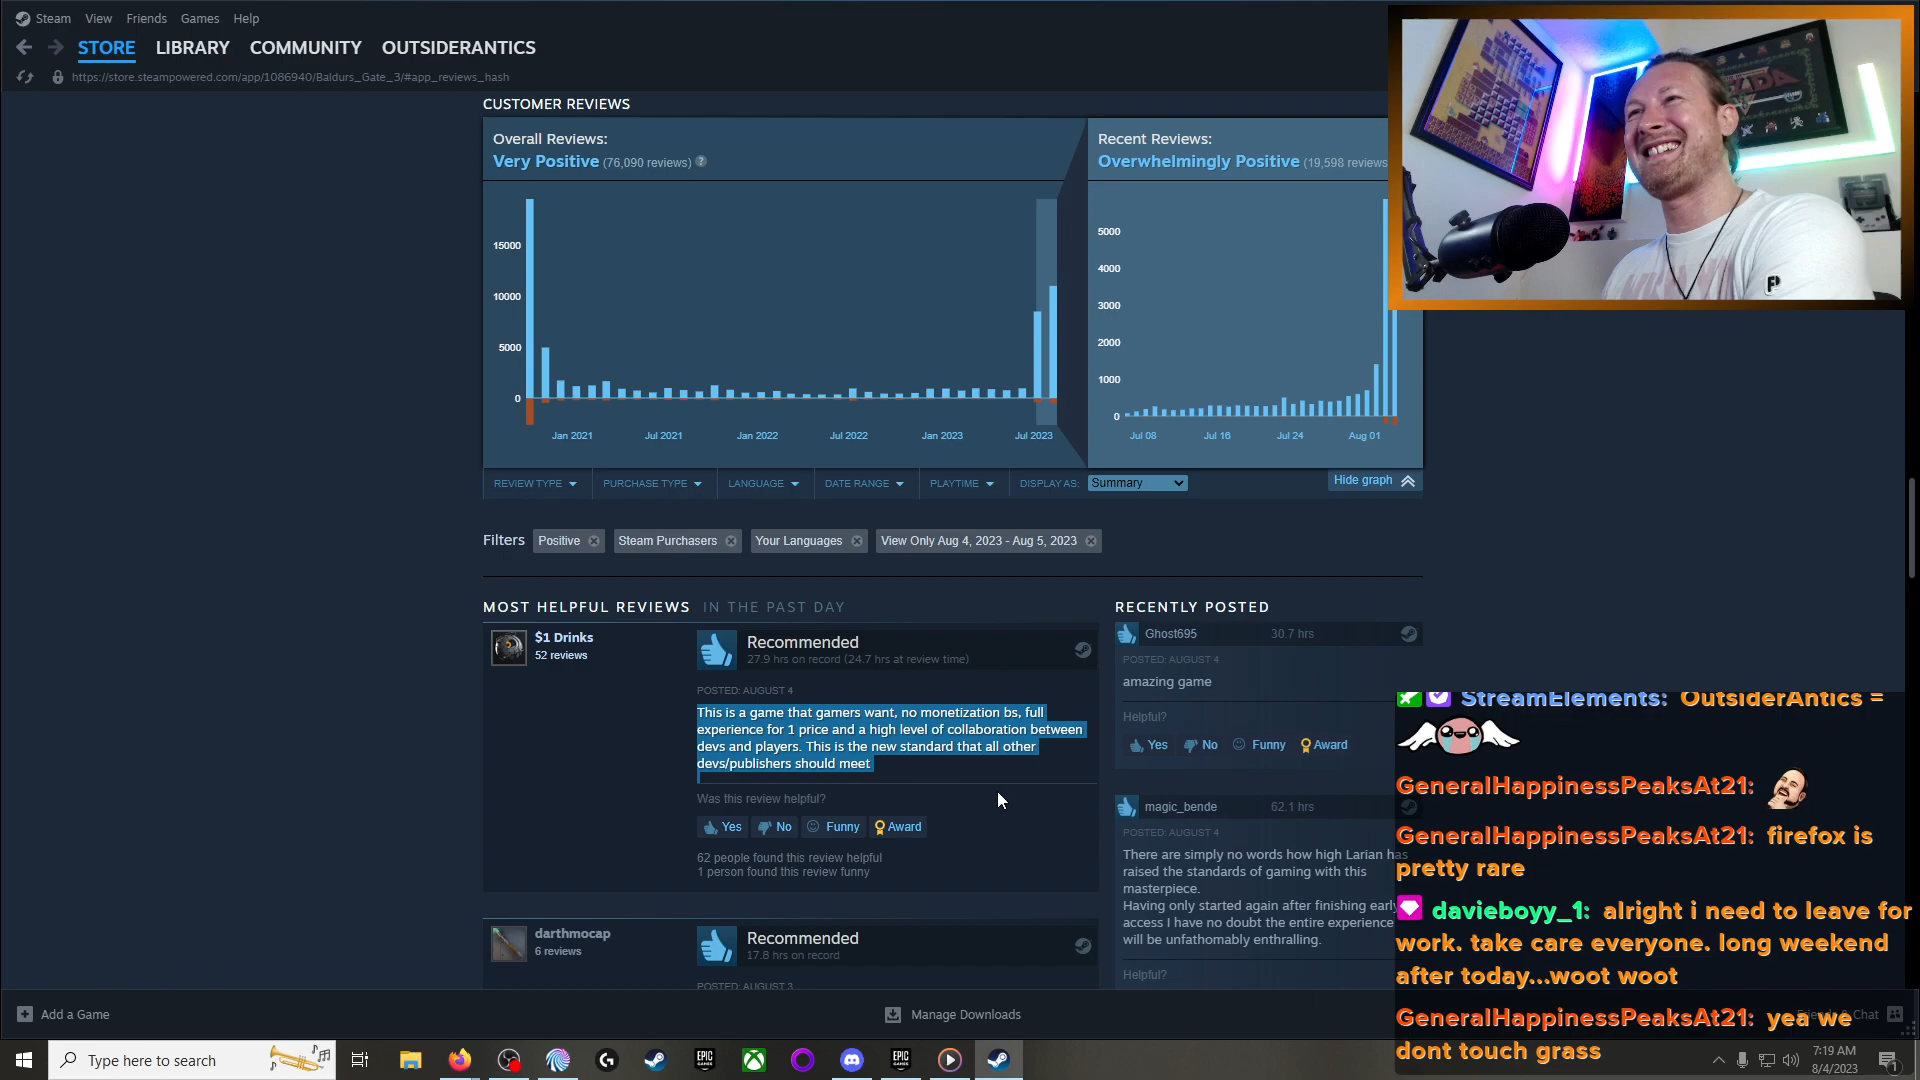 Steam View Friends Games Help
STORE LIBRARY COMMUNITY OUTSIDERANTICS
https://store.steampowered.com/app/1086940/Baldurs_Gate_3/#app_reviews_hash
CUSTOMER REVIEWS
Overall Reviews:
Very Positive (76,090 reviews) ?
Recent Reviews:
Overwhelmingly Positive (19,598 reviews
15000
10000
5000
0
Jan 2021 Jul 2021 Jan 2022 Jul 2022 Jan 2023 Jul 2023
5000
4000
3000
2000
1000
0
Jul 08 Jul 16 Jul 24 Aug 01
REVIEW TYPE PURCHASE TYPE LANGUAGE DATE RANGE PLAYTIME DISPLAY AS: Summary Hide graph
Filters Positive Steam Purchasers Your Languages View Only Aug 4, 2023 - Aug 5, 2023
MOST HELPFUL REVIEWS IN THE PAST DAY
$1 Drinks
52 reviews
Recommended
27.9 hrs on record (24.7 hrs at review time)
POSTED: AUGUST 4
This is a game that gamers want, no monetization bs, full
experience for 1 price and a high level of collaboration between
devs and players. This is the new standard that all other
devs/publishers should meet
Was this review helpful?
Yes No Funny Award
62 people found this review helpful
1 person found this review funny
darthmocap
6 reviews
Recommended
17.8 hrs on record
POSTED: AUGUST 3
RECENTLY POSTED
Ghost695 30.7 hrs
POSTED: AUGUST 4
amazing game
Helpful?
Yes No Funny Award
magic_bende 62.1 hrs
POSTED: AUGUST 4
There are simply no words how high Larian has
raised the standards of gaming with this
masterpiece.
Having only started again after finishing early
access I have no doubt the entire experience
will be unfathomably enthralling.
Helpful?
StreamElements: OutsiderAntics =
GeneralHappinessPeaksAt21:
GeneralHappinessPeaksAt21: firefox is
pretty rare
davieboyy_1: alright i need to leave for
work. take care everyone. long weekend
after today...woot woot
GeneralHappinessPeaksAt21: yea we
dont touch grass
Add a Game
Manage Downloads
Chat
Type here to search
EPIC
GAMES
EPIC
GAMES
7:19 AM
8/4/2023